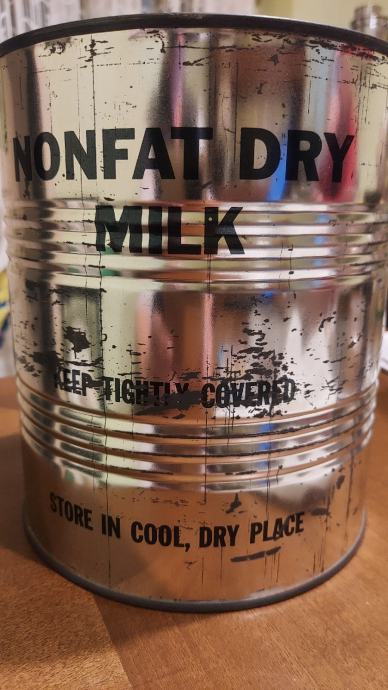 NONFAT DRY
MILK
KEEP TIGHTLY COVERED
STORE IN COOL, DRY PLACE